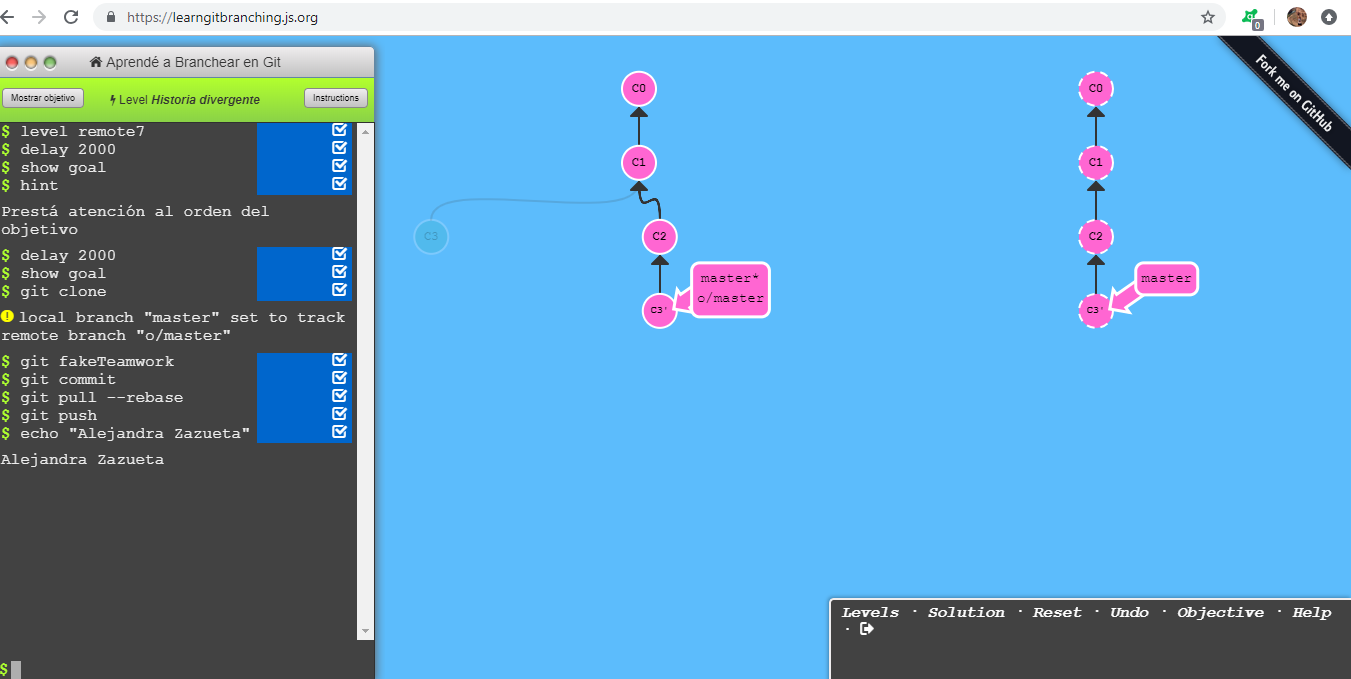 https://learngitbranching.js.org
0
Aprendé a Branchear en Git
Mostrar objetivo
Level Historia divergente
Instructions
$ level remote7
$ delay 2000
$ show goal
$ hint
Prestá atención al orden del
objetivo
$ delay 2000
$ show goal
$ git clone
local branch "master" set to track
remote branch "o/master"
$ git fakeTeamwork
$ git commit
$ git pull --rebase
$ git push
$ echo "Alejandra Zazueta"
Alejandra Zazueta
$
C0
C1
C3
C2
C3'
master*
o/master
C0
C1
C2
C3'
master
Fork me on GitHub
Levels · Solution · Reset · Undo · Objective · Help
·